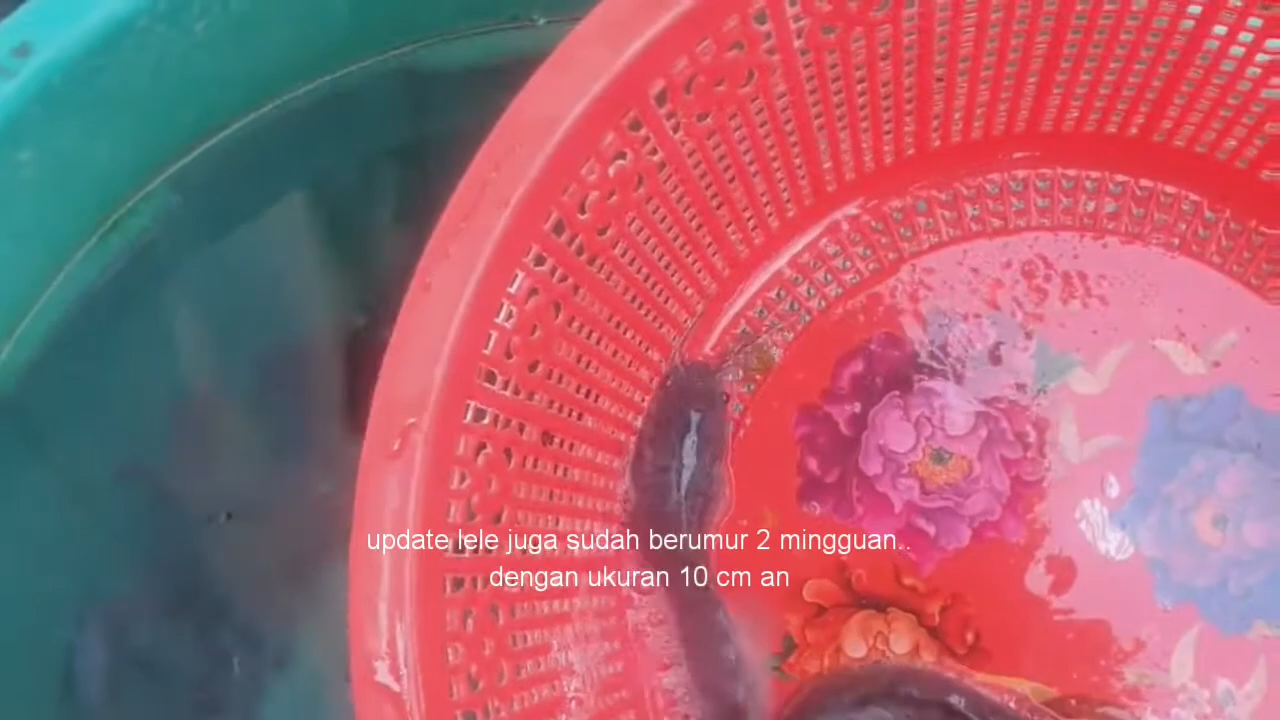 update lele juga sudah berumur 2 mingguan..
dengan ukuran 10 cm an